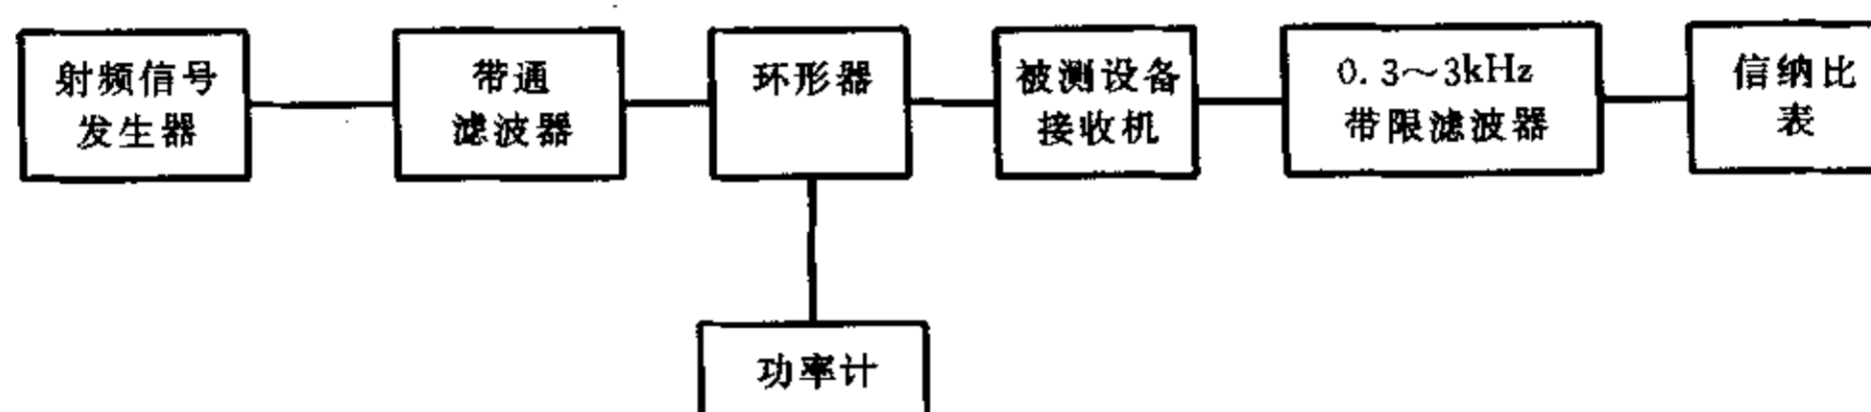 射频信号
发生器
带通
滤波器
环形器
被测设备
接收机
0.3～3kHz
带限滤波器
信纳比
表
功率计